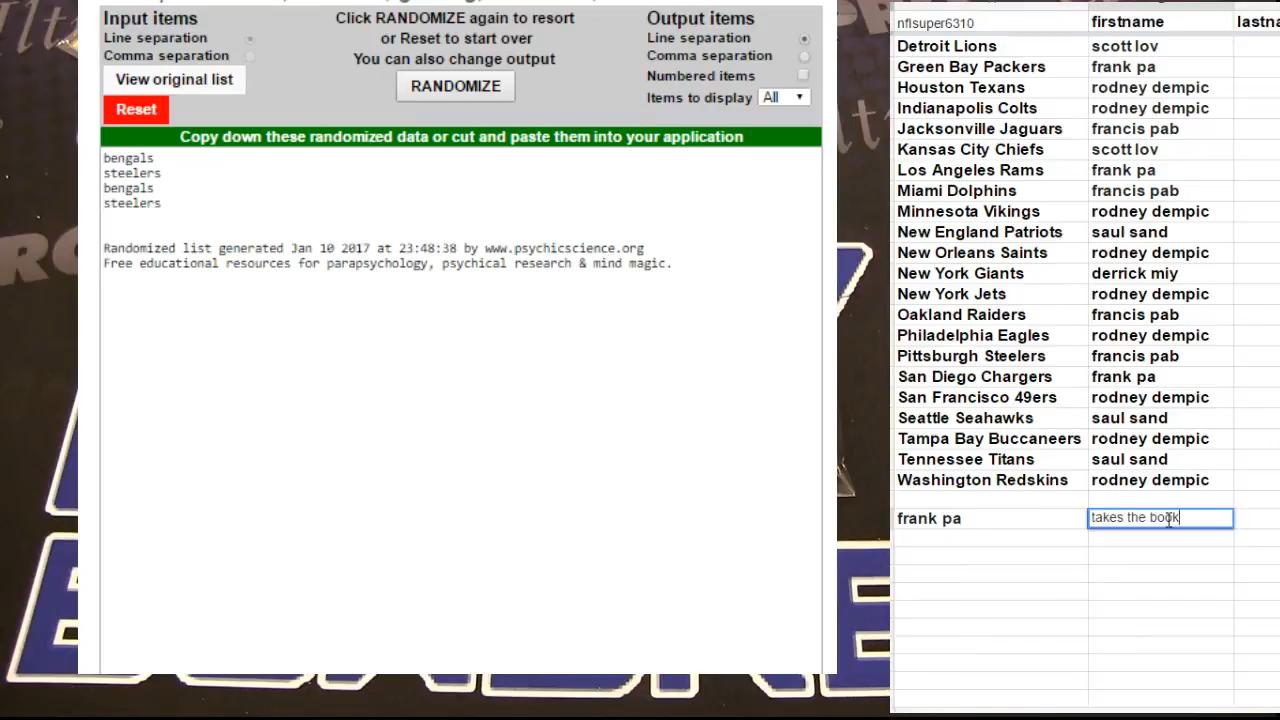 Input items
Line separation
Comma separation
View original list
Reset
Click RANDOMIZE again to resort
or Reset to start over
You can also change output
RANDOMIZE
Output items
Line separation
Comma separation
Numbered items
Items to display All
Copy down these randomized data or cut and paste them into your application
bengals
steelers
bengals
steelers
Randomized list generated Jan 10 2017 at 23:48:38 by www.psychicscience.org
Free educational resources for parapsychology, psychical research & mind magic.
nflsuper6310 firstname
Detroit Lions scott lov
Green Bay Packers frank pa
Houston Texans rodney dempic
Indianapolis Colts rodney dempic
Jacksonville Jaguars francis pab
Kansas City Chiefs scott lov
Los Angeles Rams frank pa
Miami Dolphins francis pab
Minnesota Vikings rodney dempic
New England Patriots saul sand
New Orleans Saints rodney dempic
New York Giants derrick miy
New York Jets rodney dempic
Oakland Raiders francis pab
Philadelphia Eagles rodney dempic
Pittsburgh Steelers francis pab
San Diego Chargers frank pa
San Francisco 49ers rodney dempic
Seattle Seahawks saul sand
Tampa Bay Buccaneers rodney dempic
Tennessee Titans saul sand
Washington Redskins rodney dempic
frank pa takes the book